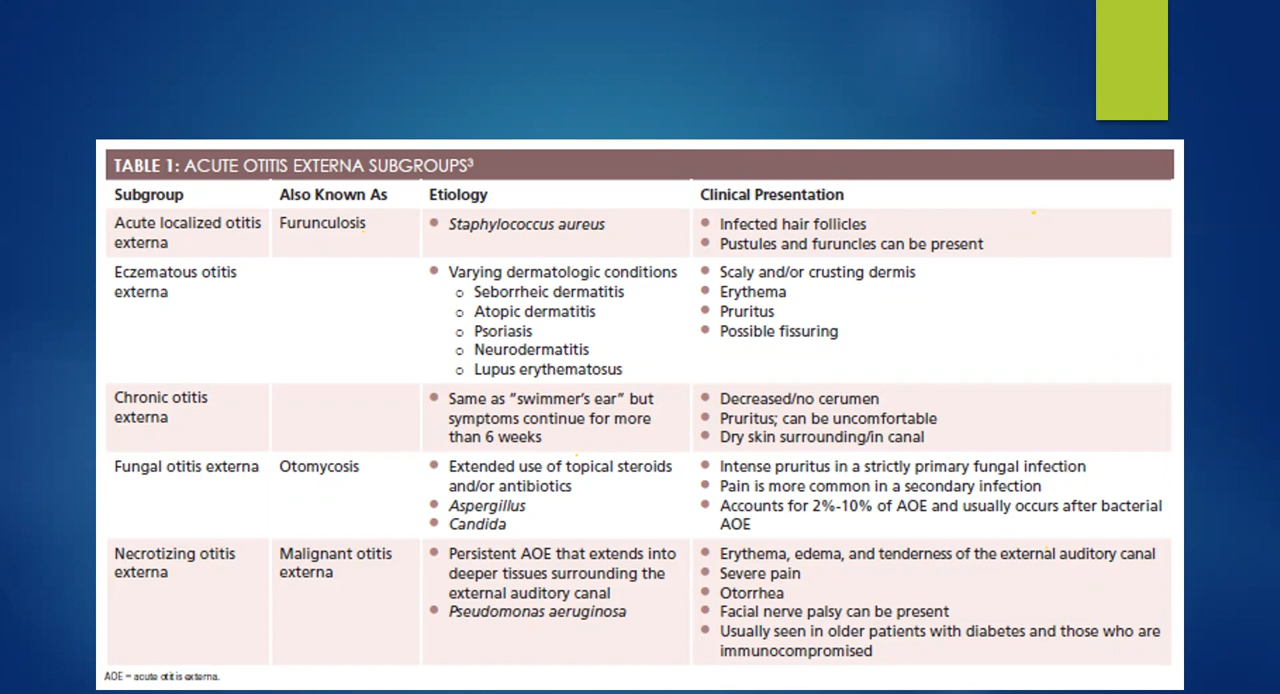 TABLE 1: ACUTE OTITIS EXTERNA SUBGROUPS³
Subgroup Also Known As Etiology Clinical Presentation
Acute localized otitis
externa
Furunculosis
● Staphylococcus aureus
● Infected hair follicles
● Pustules and furuncles can be present
Eczematous otitis
externa
● Varying dermatologic conditions
o Seborrheic dermatitis
o Atopic dermatitis
o Psoriasis
o Neurodermatitis
o Lupus erythematosus
● Scaly and/or crusting dermis
● Erythema
● Pruritus
● Possible fissuring
Chronic otitis
externa
● Same as "swimmer's ear" but
symptoms continue for more
than 6 weeks
● Decreased/no cerumen
● Pruritus; can be uncomfortable
● Dry skin surrounding/in canal
Fungal otitis externa
Otomycosis
● Extended use of topical steroids
and/or antibiotics
● Aspergillus
● Candida
● Intense pruritus in a strictly primary fungal infection
● Pain is more common in a secondary infection
● Accounts for 2%-10% of AOE and usually occurs after bacterial
AOE
Necrotizing otitis
externa
Malignant otitis
externa
● Persistent AOE that extends into
deeper tissues surrounding the
external auditory canal
● Pseudomonas aeruginosa
● Erythema, edema, and tenderness of the external auditory canal
● Severe pain
● Otorrhea
● Facial nerve palsy can be present
● Usually seen in older patients with diabetes and those who are
immunocompromised
AOE = acute otitis externa.